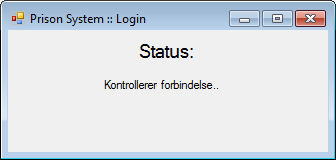 Prison System :: Login
Status:
Kontrollerer forbindelse..